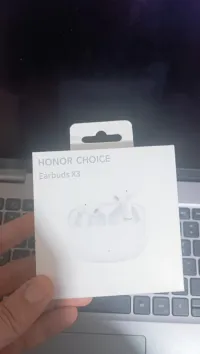 HONOR CHOICE
Earbuds X3